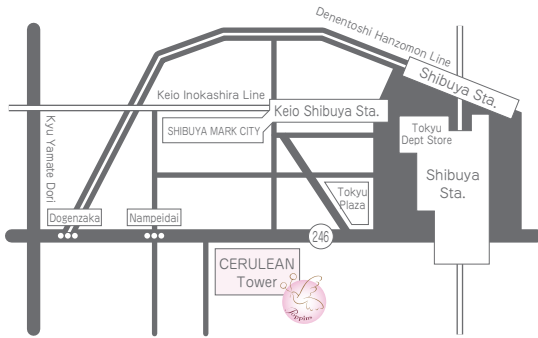 Denentoshi Hanzomon Line
Shibuya Sta.
Keio Inokashira Line
Keio Shibuya Sta.
SHIBUYA MARK CITY
Kyu Yamate Dori
Tokyu
Dept Store
Shibuya
Sta.
Tokyu
Plaza
Dogenzaka
Nampeidai
246
CERULEAN
Tower
Poppins